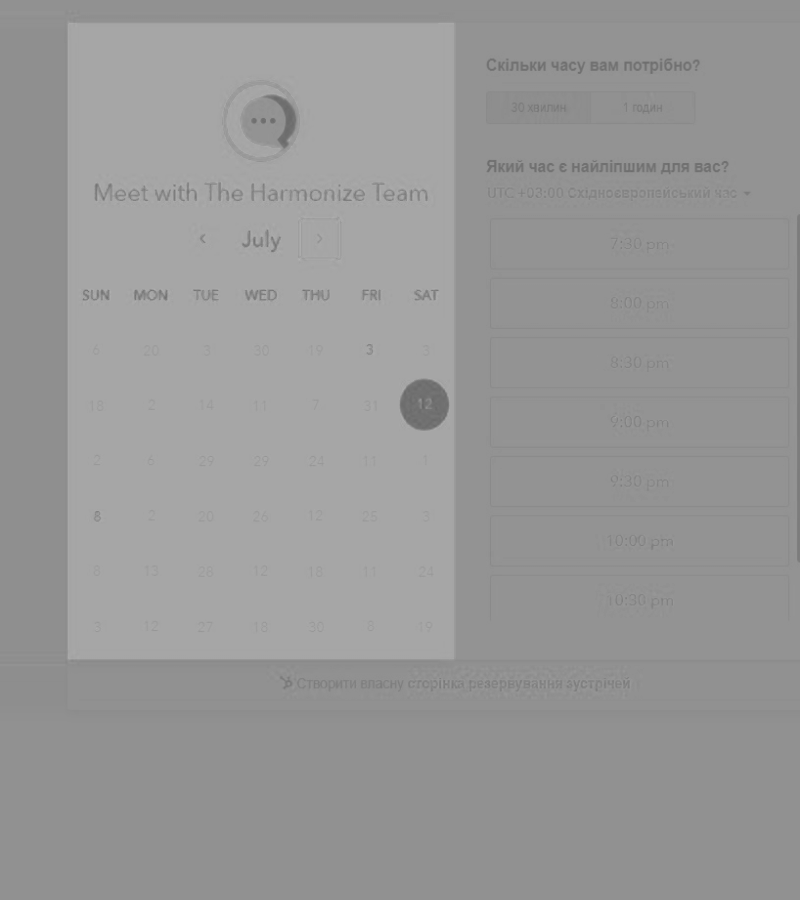 Meet with The Harmonize Team
July
SUN MON TUE WED THU FRI SAT
6 20 3 30 19 3 3
18 2 14 11 7 31 12
2 6 29 29 24 11 1
8 2 20 26 12 25 3
8 13 28 12 18 11 24
3 12 27 18 30 8 19
Скільки часу вам потрібно?
30 хвилин 1 годин
Який час є найліпшим для вас?
UTC +03:00 Східноєвропейський час
7:30 pm
8:00 pm
8:30 pm
9:00 pm
9:30 pm
10:00 pm
10:30 pm
Створити власну сторінка резервування зустрічей